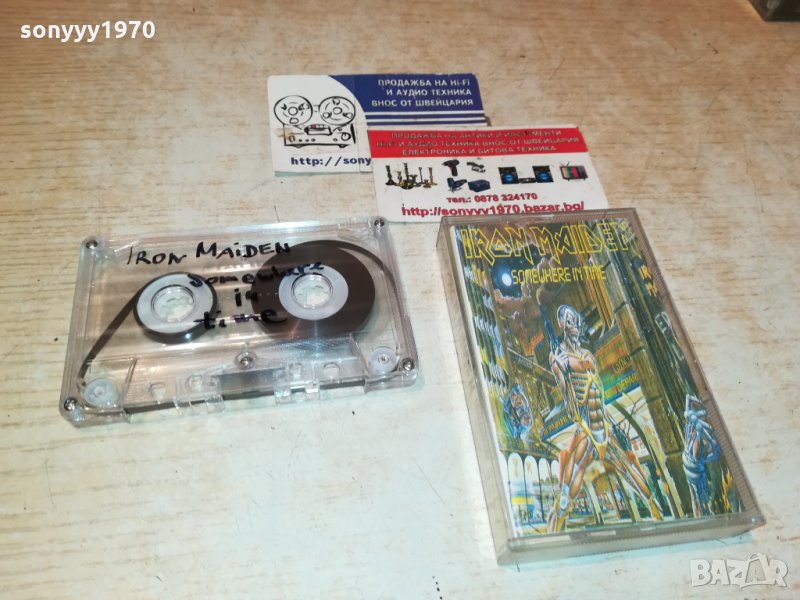 sonyyy1970
ПРОДАЖБА НА Hi-Fi
И АУДИО ТЕХНИКА
ВНОС ОТ ШВЕЙЦАРИЯ
http://sony
ПРОДАЖБА НА АНТИКИ И ИНСТРУМЕНТИ
Hi-Fi И АУДИО ТЕХНИКА ВНОС ОТ ШВЕЙЦАРИЯ
ЕЛЕКТРОНИКА И БИТОВА ТЕХНИКА
тел.: 0878 324170
http://sonyyy1970.bazar.bg/
IRON MAiDEN
somewhere
in
time
IRON MAIDEN
SOMEWHERE IN TIME
BAZAR